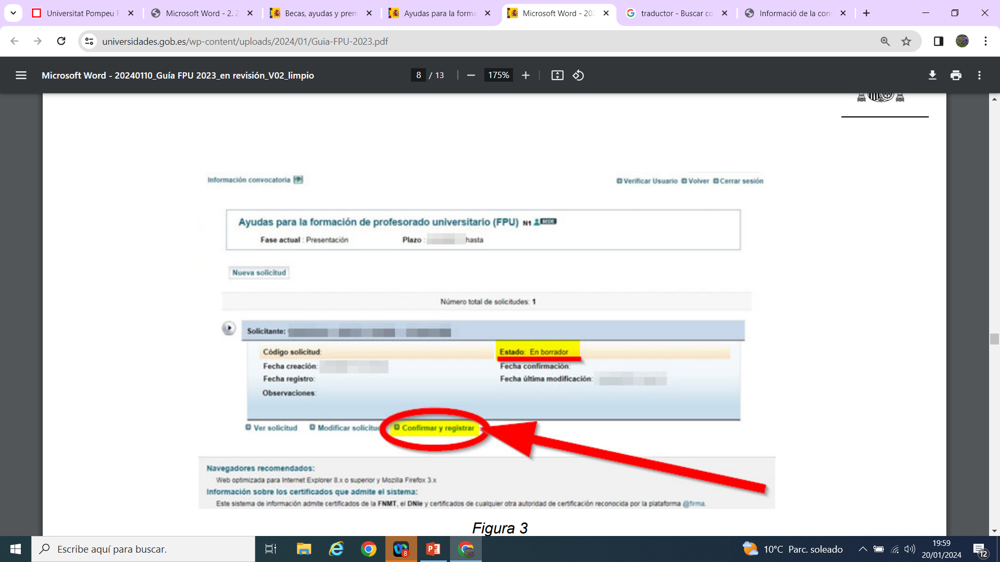 Universitat Pompeu F
Microsoft Word - 2. 2
Becas, ayudas y prem
Ayudas para la forma
Microsoft Word - 202
traductor - Buscar co
Informació de la con
universidades.gob.es/wp-content/uploads/2024/01/Guia-FPU-2023.pdf
Microsoft Word - 20240110_Guía FPU 2023_en revisión_V02_limpio
8 / 13
175%
Información convocatoria
Verificar Usuario Volver Cerrar sesión
Ayudas para la formación de profesorado universitario (FPU) N1 SEDE
Fase actual : Presentación Plazo : hasta
Nueva solicitud
Número total de solicitudes: 1
Solicitante:
Código solicitud: Estado: En borrador
Fecha creación: Fecha confirmación:
Fecha registro: Fecha última modificación:
Observaciones:
Ver solicitud Modificar solicitud Confirmar y registrar
Navegadores recomendados:
Web optimizada para Internet Explorer 8.x o superior y Mozilla Firefox 3.x
Información sobre los certificados que admite el sistema:
Este sistema de información admite certificados de la FNMT, el DNIe y certificados de cualquier otra autoridad de certificación reconocida por la plataforma @firma.
Figura 3
Escribe aquí para buscar.
8
10°C Parc. soleado
19:59
20/01/2024
12